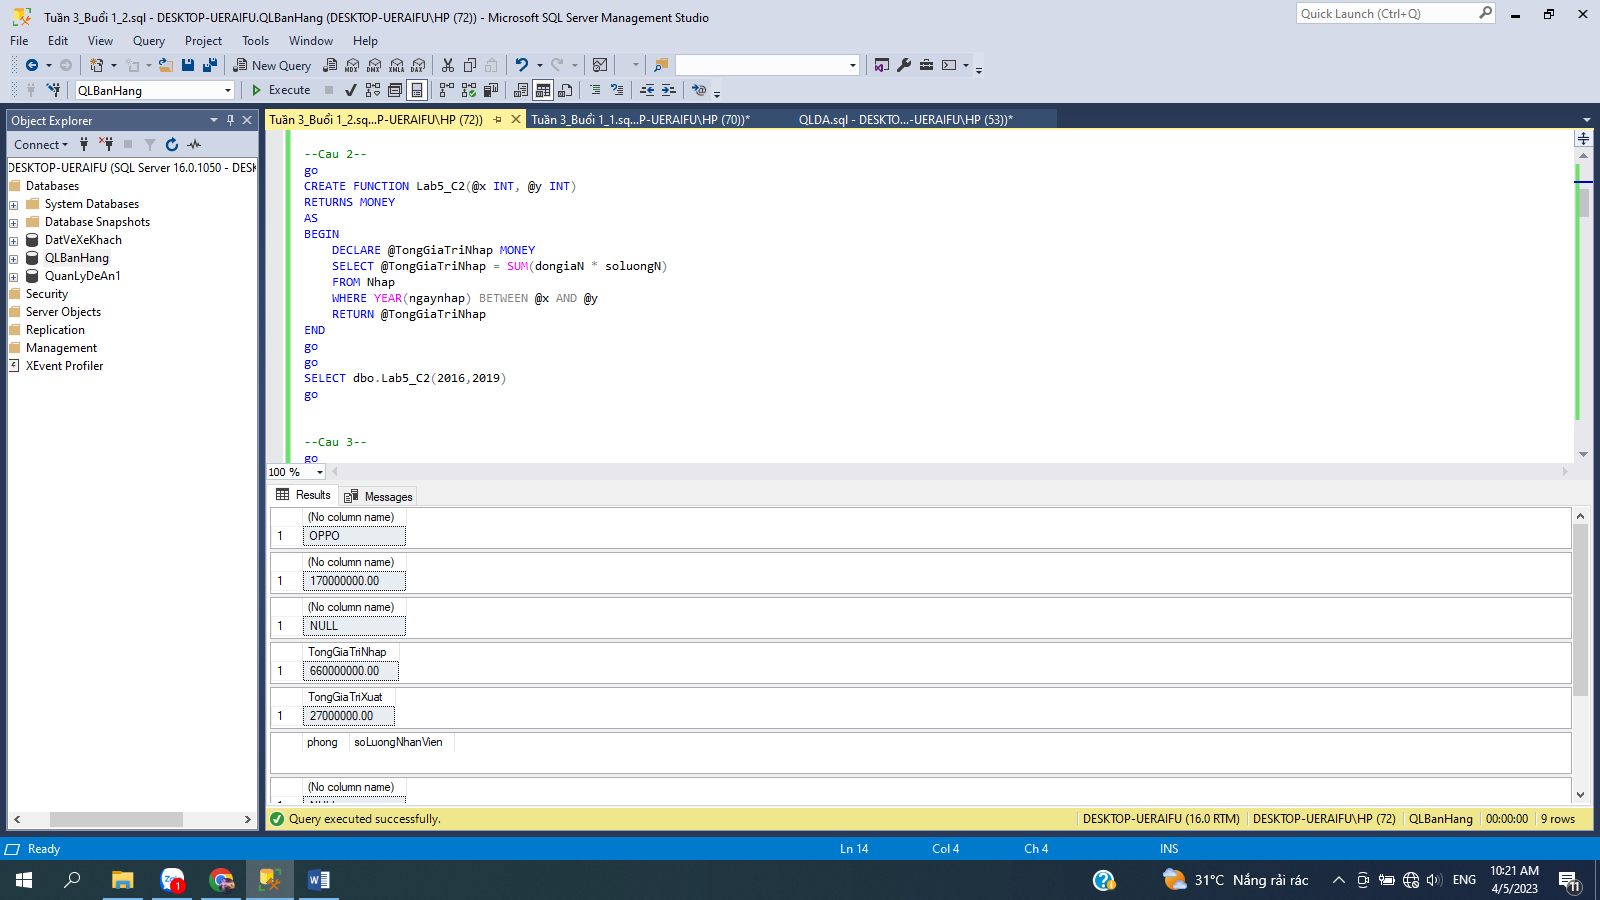 Tuần 3_Buổi 1_2.sql - DESKTOP-UERAIFU.QLBanHang (DESKTOP-UERAIFU\HP (72)) - Microsoft SQL Server Management Studio
Quick Launch (Ctrl+Q)
File Edit View Query Project Tools Window Help
New Query MDX DMX XMLA DAX
QLBanHang Execute
Object Explorer
Tuần 3_Buổi 1_2.sq...P-UERAIFU\HP (72))
Tuần 3_Buổi 1_1.sq...P-UERAIFU\HP (70))*
QLDA.sql - DESKTO...-UERAIFU\HP (53))*
Connect
DESKTOP-UERAIFU (SQL Server 16.0.1050 - DESK
Databases
System Databases
Database Snapshots
DatVeXeKhach
QLBanHang
QuanLyDeAn1
Security
Server Objects
Replication
Management
XEvent Profiler
--Cau 2--
go
CREATE FUNCTION Lab5_C2(@x INT, @y INT)
RETURNS MONEY
AS
BEGIN
DECLARE @TongGiaTriNhap MONEY
SELECT @TongGiaTriNhap = SUM(dongiaN * soluongN)
FROM Nhap
WHERE YEAR(ngaynhap) BETWEEN @x AND @y
RETURN @TongGiaTriNhap
END
go
go
SELECT dbo.Lab5_C2(2016,2019)
go
--Cau 3--
go
100 %
Results Messages
(No column name)
1 OPPO
(No column name)
1 170000000.00
(No column name)
1 NULL
TongGiaTriNhap
1 660000000.00
TongGiaTriXuat
1 27000000.00
phong soLuongNhanVien
(No column name)
1 NULL
Query executed successfully.
DESKTOP-UERAIFU (16.0 RTM) DESKTOP-UERAIFU\HP (72) QLBanHang 00:00:00 9 rows
Ready Ln 14 Col 4 Ch 4 INS
Zalo 1
31°C Nắng rải rác
ENG
10:21 AM
4/5/2023
11